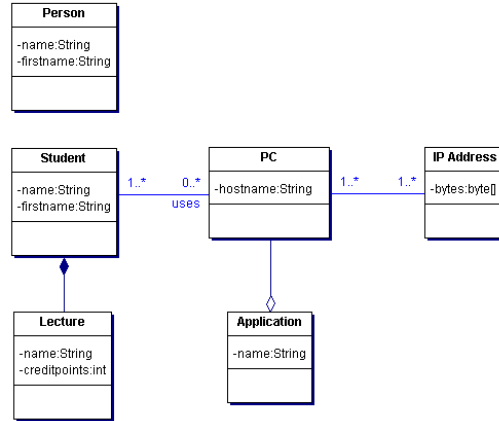 Person
-name:String
-firstname:String
Student
-name:String
-firstname:String
1..*
0..*
uses
PC
-hostname:String
1..*
1..*
IP Address
-bytes:byte[]
Lecture
-name:String
-creditpoints:int
Application
-name:String